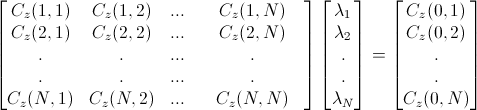 C_z(1, 1) C_z(1, 2) ... C_z(1, N) λ_1 C_z(0, 1)
C_z(2, 1) C_z(2, 2) ... C_z(2, N) λ_2 C_z(0, 2)
. . ... . . = .
. . ... . . .
C_z(N, 1) C_z(N, 2) ... C_z(N, N) λ_N C_z(0, N)